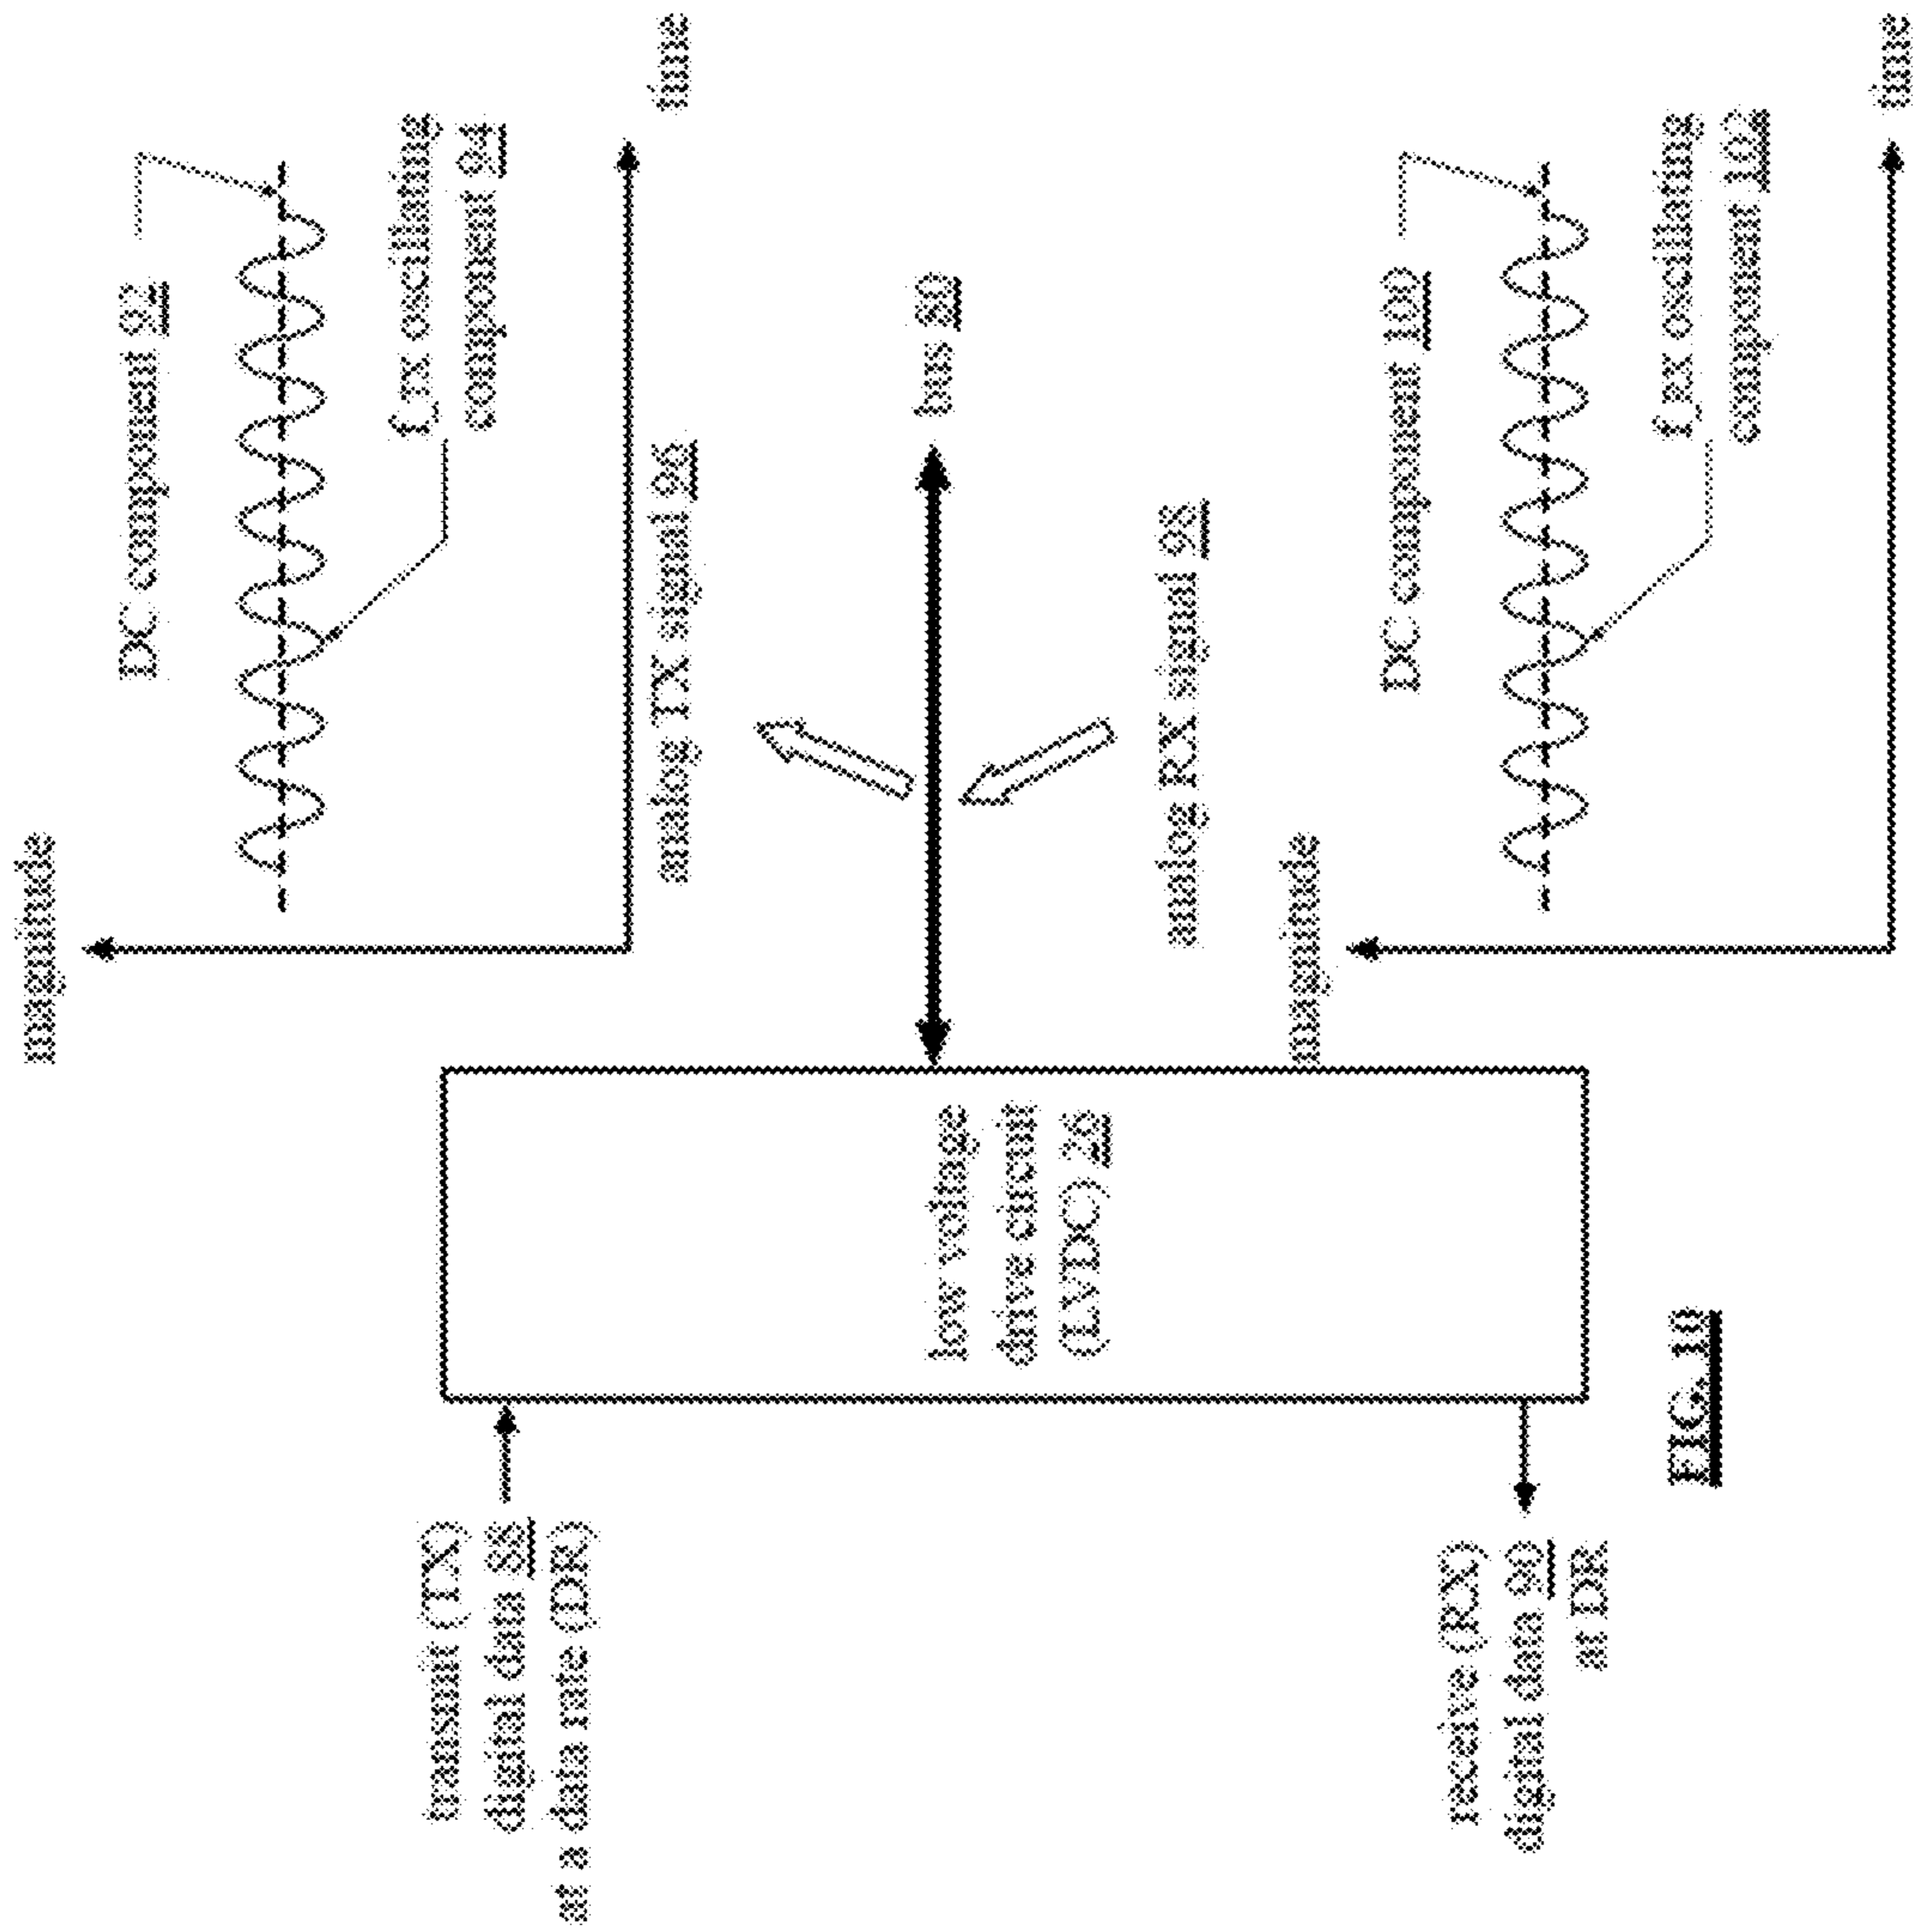 magnitude
DC component 92
f_rx oscillating
component 94
time
analog TX signal 96
transmit (TX)
digital data 88
at a data rate (DR)
low voltage
drive circuit
(LVDC) 26
bus 80
analog RX signal 98
magnitude
DC component 100
f_rx oscillating
component 102
time
receive (RX)
digital data 90
at DR
FIG. 10